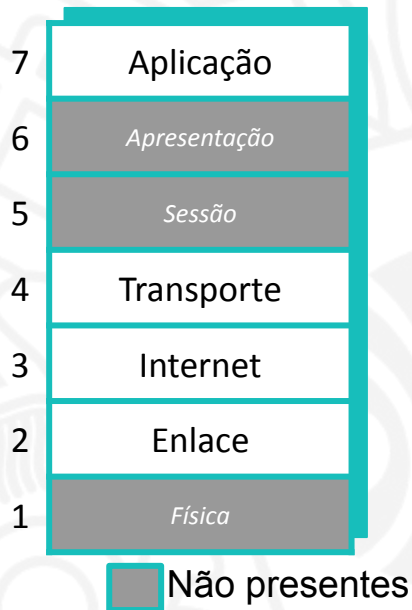 7 Aplicação
6 Apresentação
5 Sessão
4 Transporte
3 Internet
2 Enlace
1 Física
Não presentes